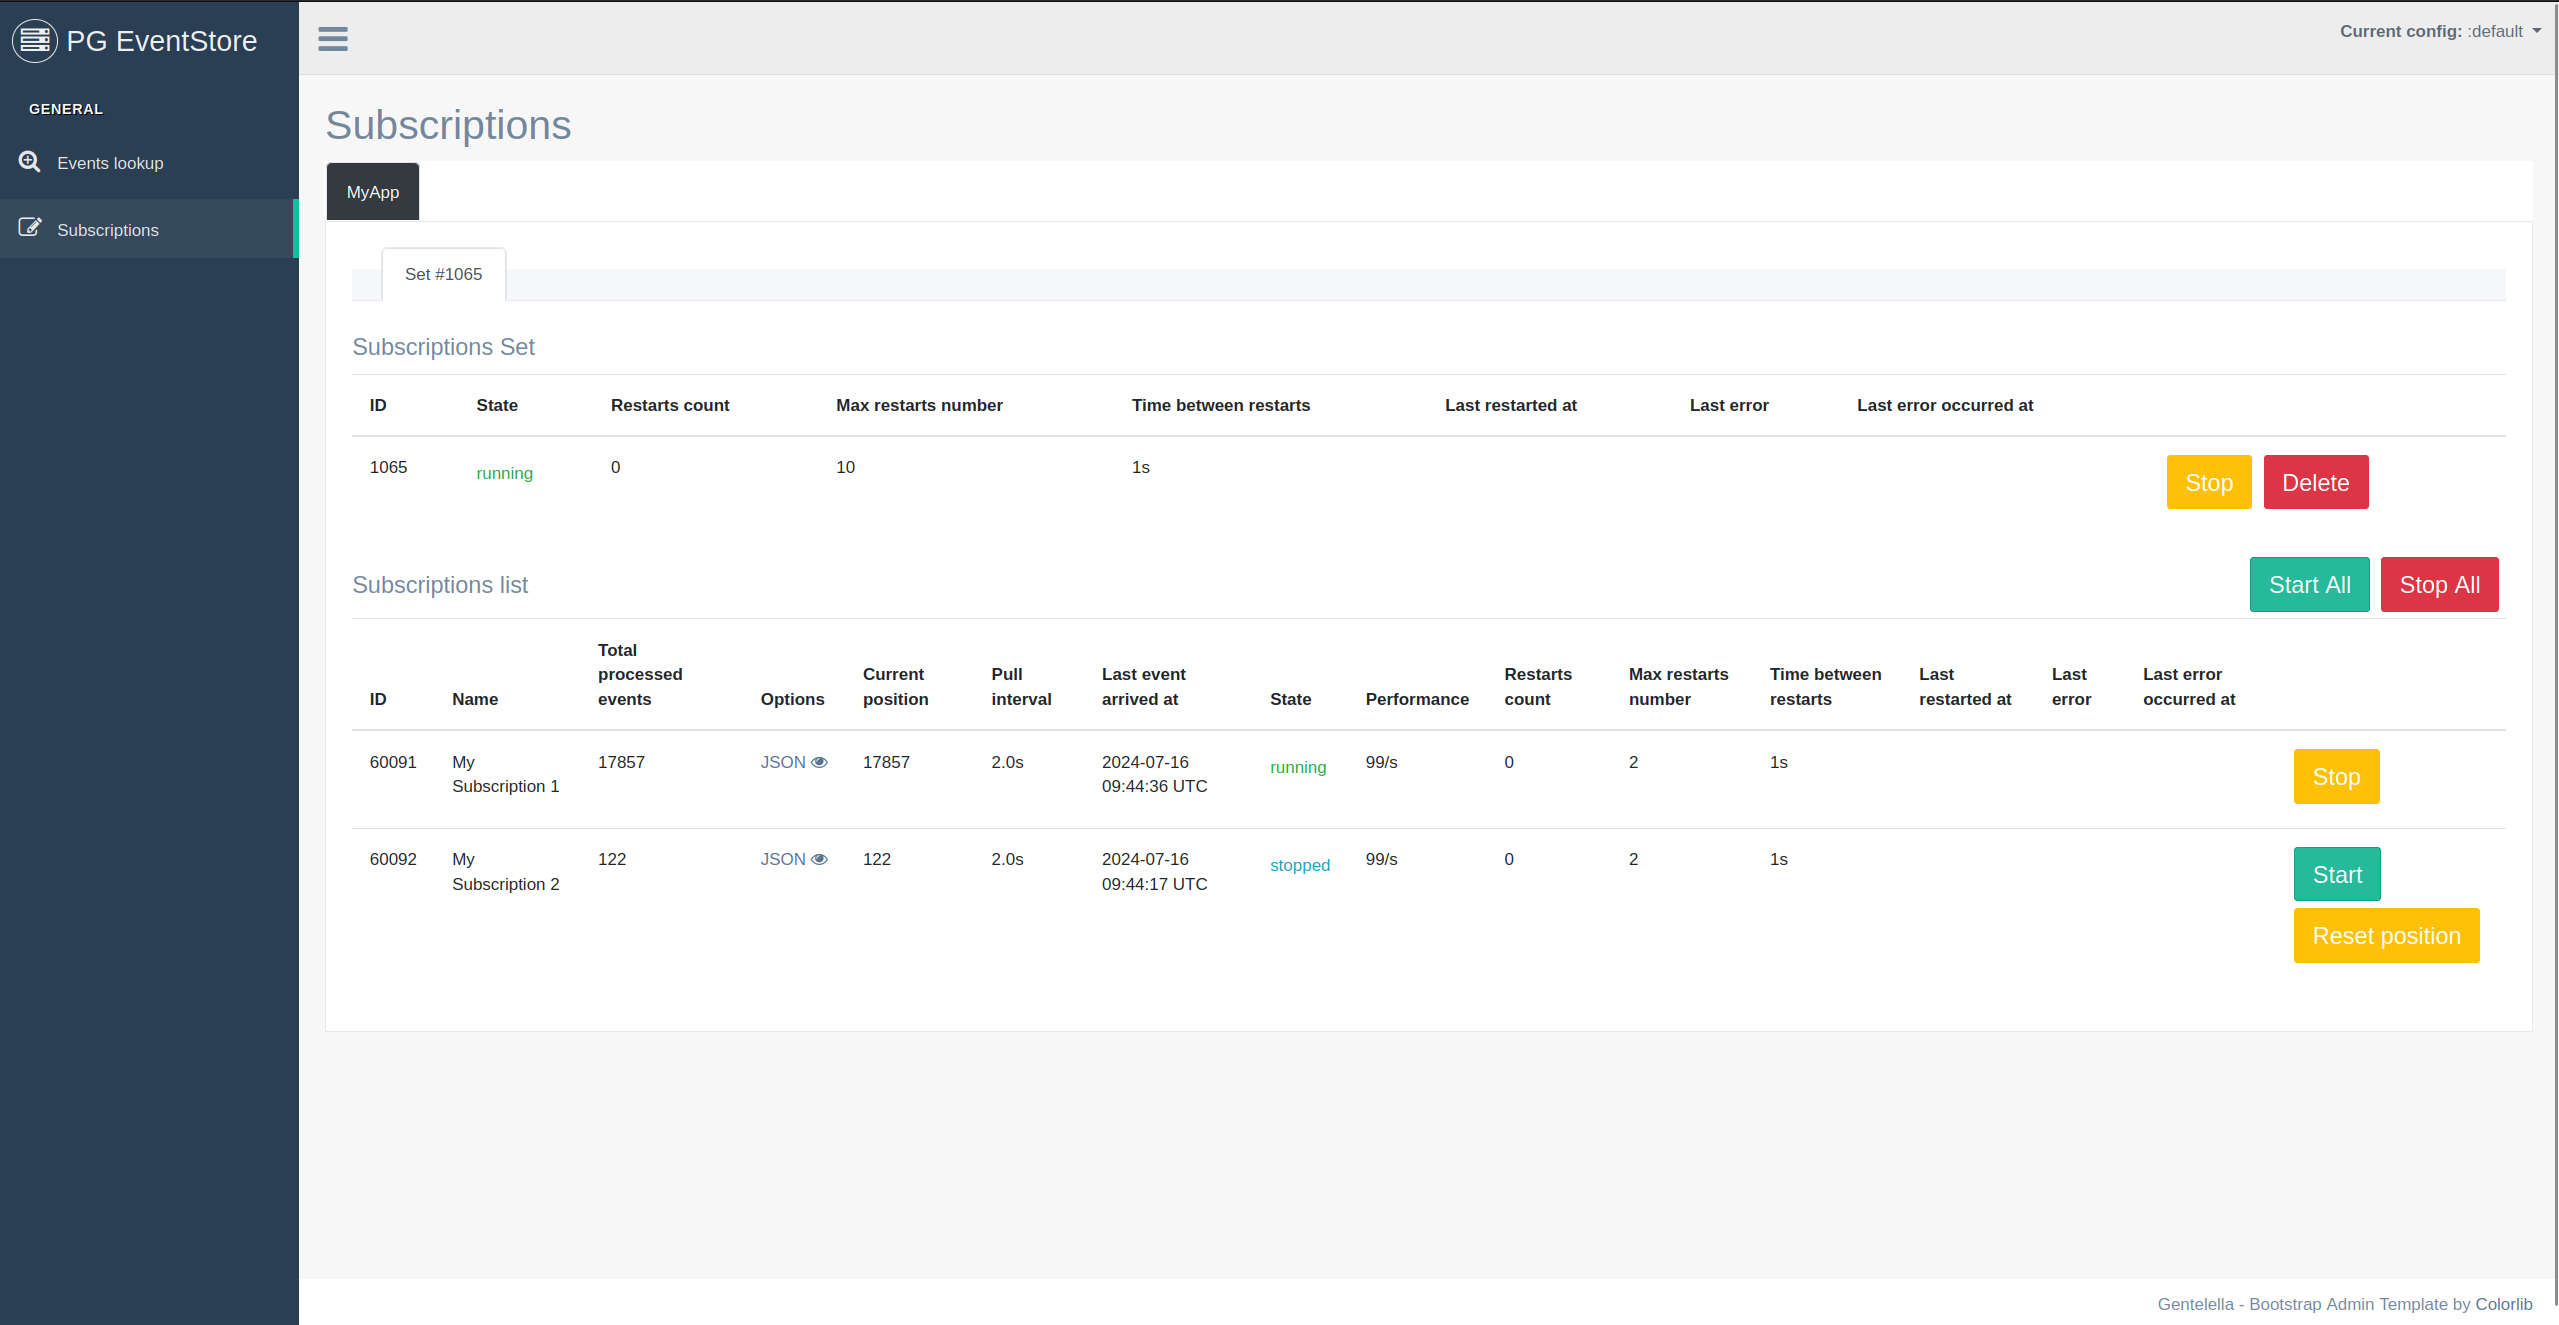 PG EventStore
Current config: :default
GENERAL
Events lookup
Subscriptions
Subscriptions
MyApp
Set #1065
Subscriptions Set
ID State Restarts count Max restarts number Time between restarts Last restarted at Last error Last error occurred at
1065 running 0 10 1s Stop Delete
Subscriptions list Start All Stop All
ID Name Total processed events Options Current position Pull interval Last event arrived at State Performance Restarts count Max restarts number Time between restarts Last restarted at Last error Last error occurred at
60091 My Subscription 1 17857 JSON 17857 2.0s 2024-07-16 09:44:36 UTC running 99/s 0 2 1s Stop
60092 My Subscription 2 122 JSON 122 2.0s 2024-07-16 09:44:17 UTC stopped 99/s 0 2 1s Start
Reset position
Gentelella - Bootstrap Admin Template by Colorlib